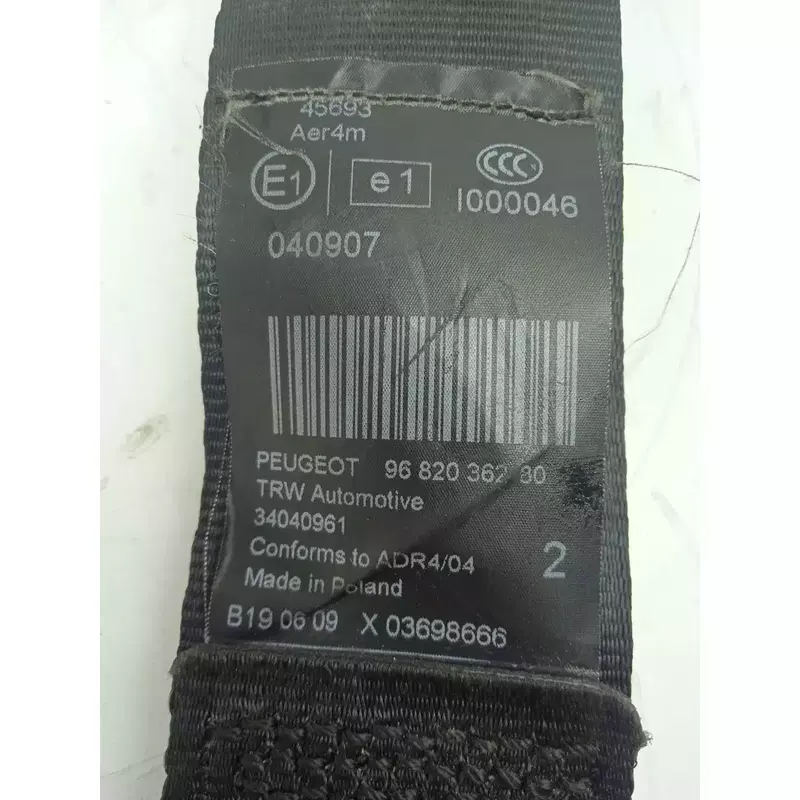 45693
Aer4m
E1 e1 CCC
I000046
040907
PEUGEOT 96 820 362 80
TRW Automotive
34040961
Conforms to ADR4/04
2
Made in Poland
B19 06 09 X 03698666